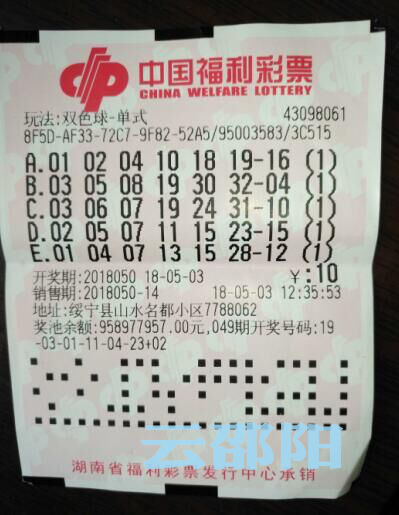 中国福利彩票
CHINA WELFARE LOTTERY
玩法:双色球-单式 43098061
8F5D-AF33-72C7-9F82-52A5/95003583/3C515
A.01 02 04 10 18 19-16 (1)
B.03 05 08 19 30 32-04 (1)
C.03 06 07 19 24 31-10 (1)
D.02 05 07 11 15 23-15 (1)
E.01 04 07 13 15 28-12 (1)
开奖期:2018050 18-05-03 ¥:10
销售期:2018050-14 18-05-03 12:35:53
地址:绥宁县山水名都小区7788062
奖池余额:958977957.00元,049期开奖号码:19
-03-01-11-04-23+02
云邵阳
湖南省福利彩票发行中心承销